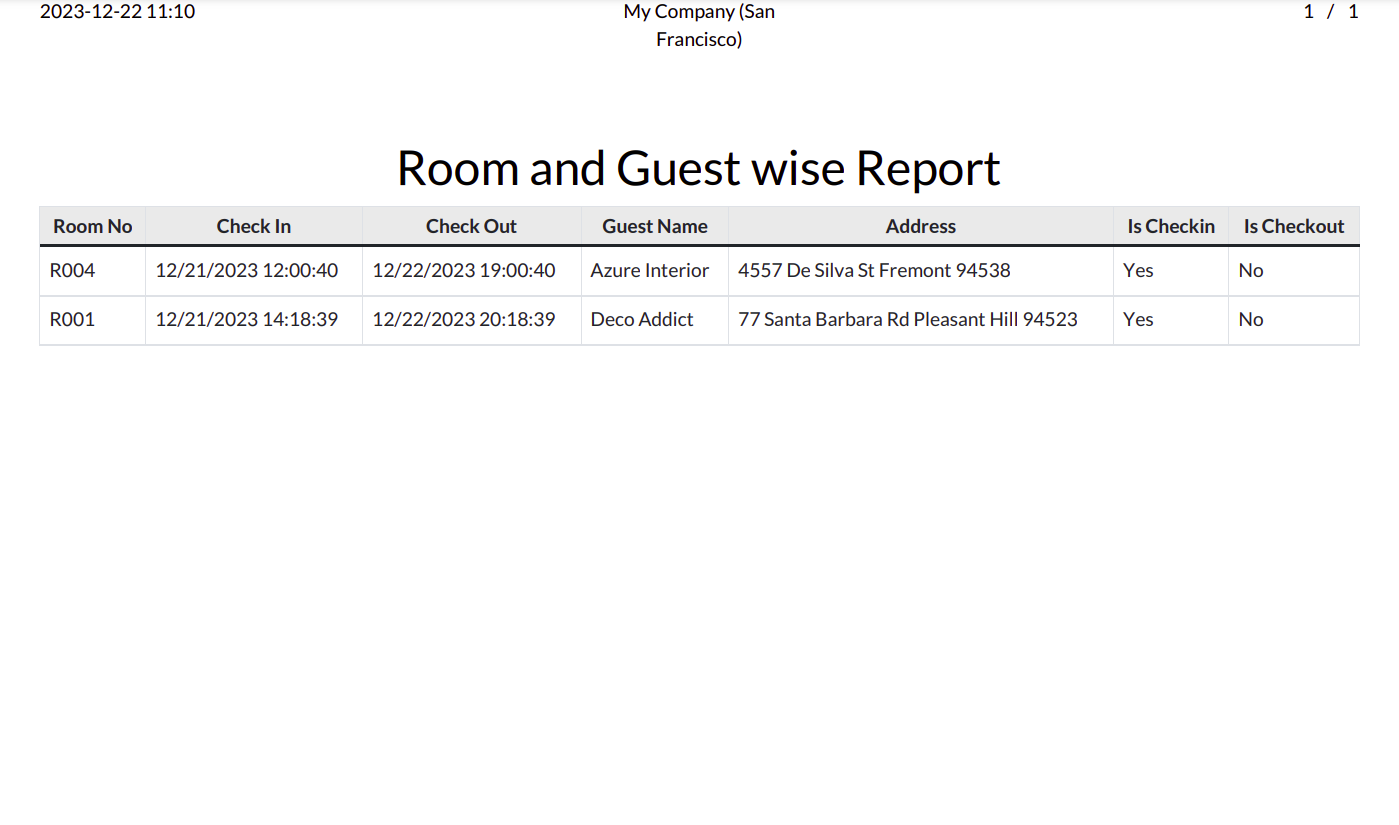 2023-12-22 11:10 My Company (San 1 / 1
Francisco)
Room and Guest wise Report
Room No Check In Check Out Guest Name Address Is Checkin Is Checkout
R004 12/21/2023 12:00:40 12/22/2023 19:00:40 Azure Interior 4557 De Silva St Fremont 94538 Yes No
R001 12/21/2023 14:18:39 12/22/2023 20:18:39 Deco Addict 77 Santa Barbara Rd Pleasant Hill 94523 Yes No